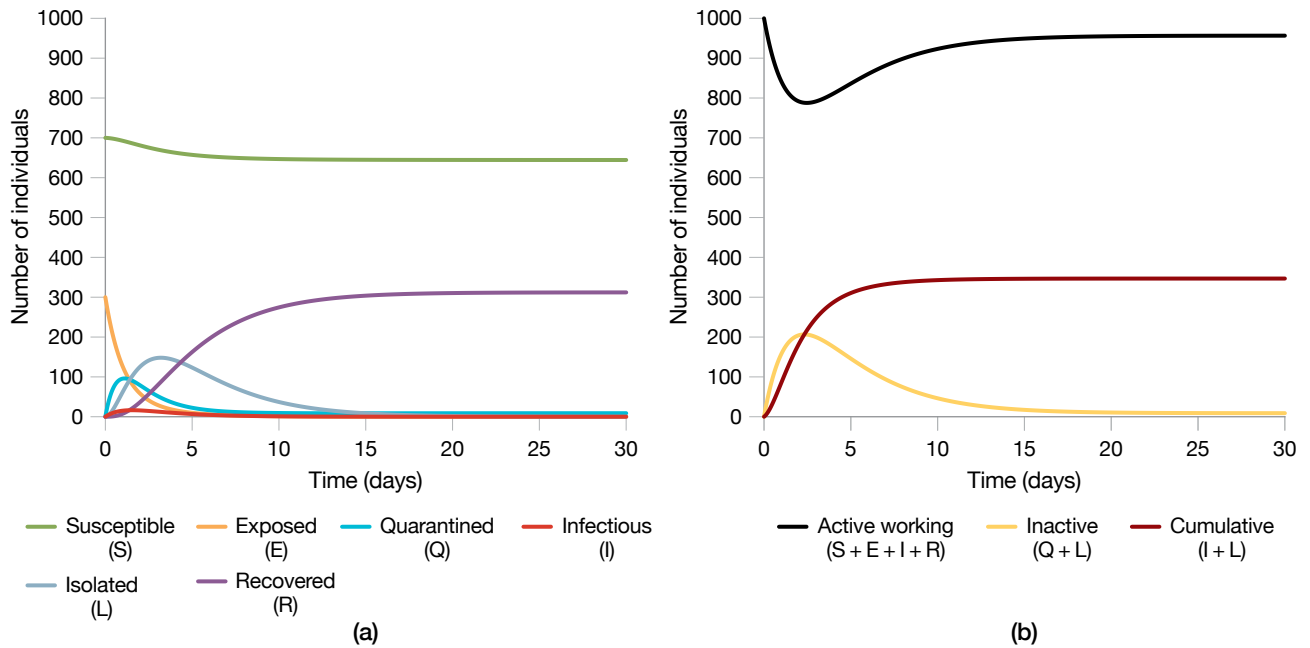 Number of individuals
1000
900
800
700
600
500
400
300
200
100
0
0 5 10 15 20 25 30
Time (days)
Susceptible
(S)
Exposed
(E)
Quarantined
(Q)
Infectious
(I)
Isolated
(L)
Recovered
(R)
(a)
Number of individuals
1000
900
800
700
600
500
400
300
200
100
0
0 5 10 15 20 25 30
Time (days)
Active working
(S + E + I + R)
Inactive
(Q + L)
Cumulative
(I + L)
(b)